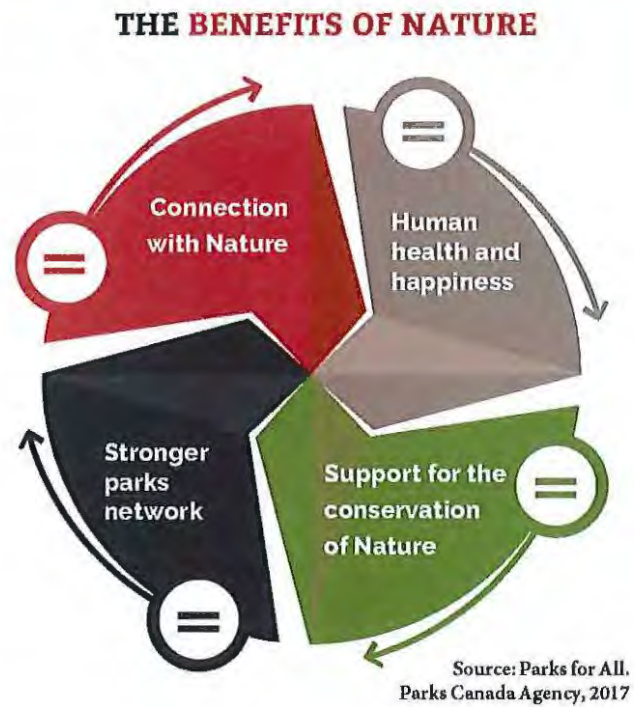 THE BENEFITS OF NATURE
Connection
with Nature
Human
health and
happiness
Stronger
parks
network
Support for the
conservation
of Nature
Source: Parks for All.
Parks Canada Agency, 2017